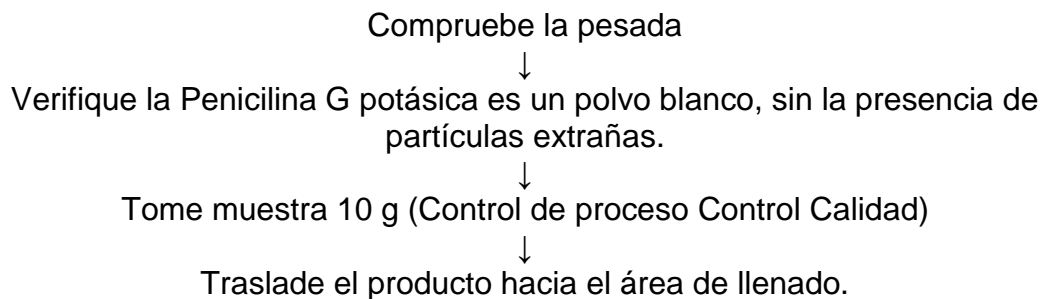 Compruebe la pesada
↓
Verifique la Penicilina G potásica es un polvo blanco, sin la presencia de
partículas extrañas.
↓
Tome muestra 10 g (Control de proceso Control Calidad)
↓
Traslade el producto hacia el área de llenado.